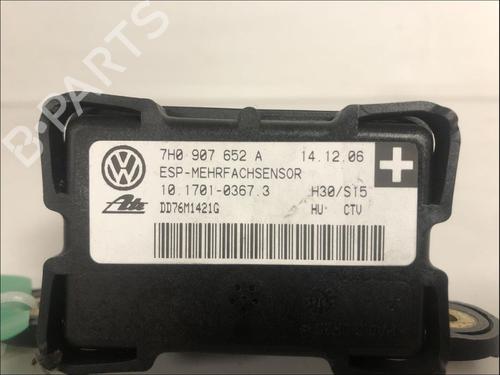 B-PARTS
7H0 907 652 A 14.12.06
ESP-MEHRFACHSENSOR
10.1701-0367.3 H30/S15
DD76M1421G HU CTV
Ate